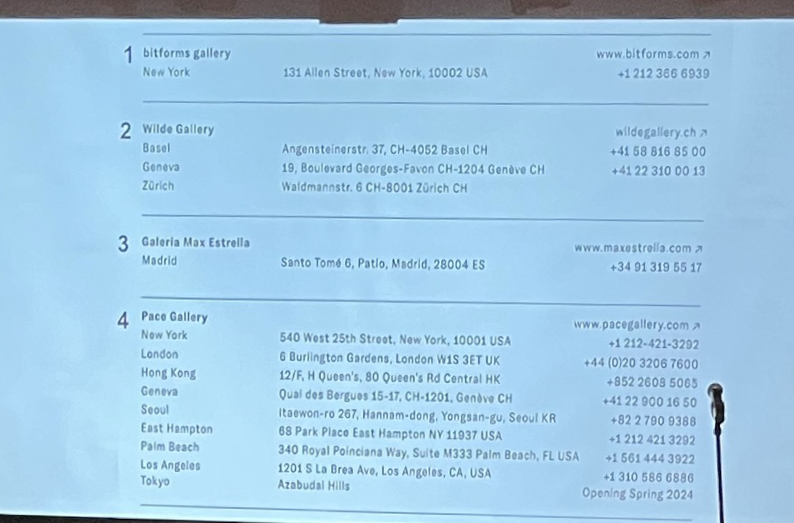 1 bitforms gallery www.bitforms.com ↗
New York 131 Allen Street, New York, 10002 USA +1 212 366 6939
2 Wilde Gallery wildegallery.ch ↗
Basel Angensteinerstr. 37, CH-4052 Basel CH +41 58 816 85 00
Geneva 19, Boulevard Georges-Favon CH-1204 Genève CH +41 22 310 00 13
Zürich Waldmannstr. 6 CH-8001 Zürich CH
3 Galeria Max Estrella www.maxestrella.com ↗
Madrid Santo Tomé 6, Patio, Madrid, 28004 ES +34 91 319 55 17
4 Pace Gallery www.pacegallery.com ↗
New York 540 West 25th Street, New York, 10001 USA +1 212-421-3292
London 6 Burlington Gardens, London W1S 3ET UK +44 (0)20 3206 7600
Hong Kong 12/F, H Queen's, 80 Queen's Rd Central HK +852 2608 5065
Geneva Quai des Bergues 15-17, CH-1201, Genève CH +41 22 900 16 50
Seoul Itaewon-ro 267, Hannam-dong, Yongsan-gu, Seoul KR +82 2 790 9388
East Hampton 68 Park Place East Hampton NY 11937 USA +1 212 421 3292
Palm Beach 340 Royal Poinciana Way, Suite M333 Palm Beach, FL USA +1 561 444 3922
Los Angeles 1201 S La Brea Ave, Los Angeles, CA, USA +1 310 586 6886
Tokyo Azabudai Hills Opening Spring 2024